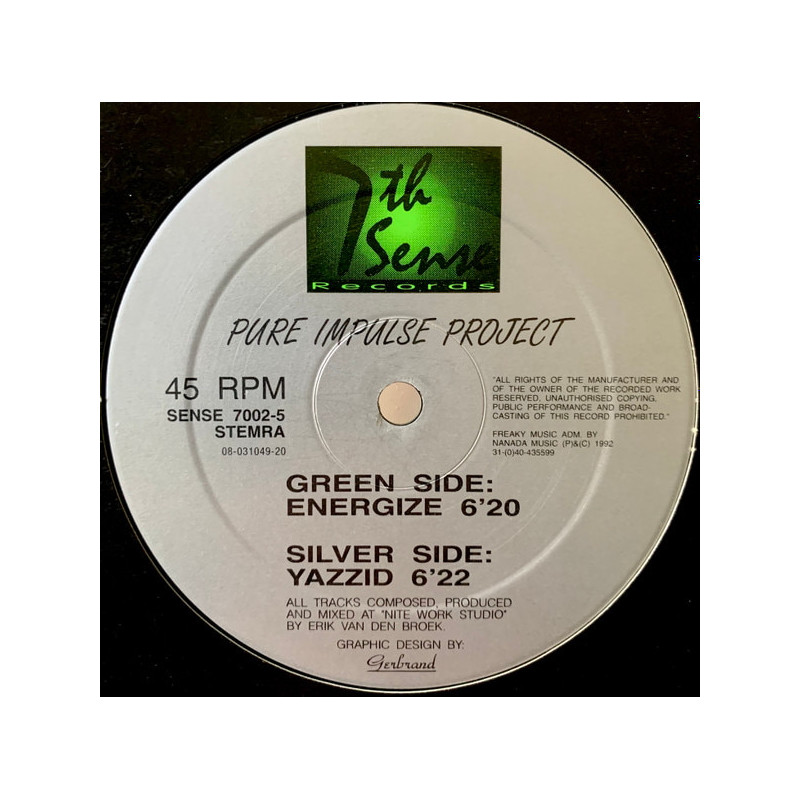 7th
Sense
Records
PURE IMPULSE PROJECT
45 RPM
SENSE 7002-5
STEMRA
08-031049-20
"ALL RIGHTS OF THE MANUFACTURER AND
OF THE OWNER OF THE RECORDED WORK
RESERVED, UNAUTHORISED COPYING,
PUBLIC PERFORMANCE AND BROAD-
CASTING OF THIS RECORD PROHIBITED."
FREAKY MUSIC ADM. BY
NANADA MUSIC (P)&(C) 1992
31-(0)40-435599
GREEN SIDE:
ENERGIZE 6'20
SILVER SIDE:
YAZZID 6'22
ALL TRACKS COMPOSED, PRODUCED
AND MIXED AT "NITE WORK STUDIO"
BY ERIK VAN DEN BROEK.
GRAPHIC DESIGN BY:
Gerbrand